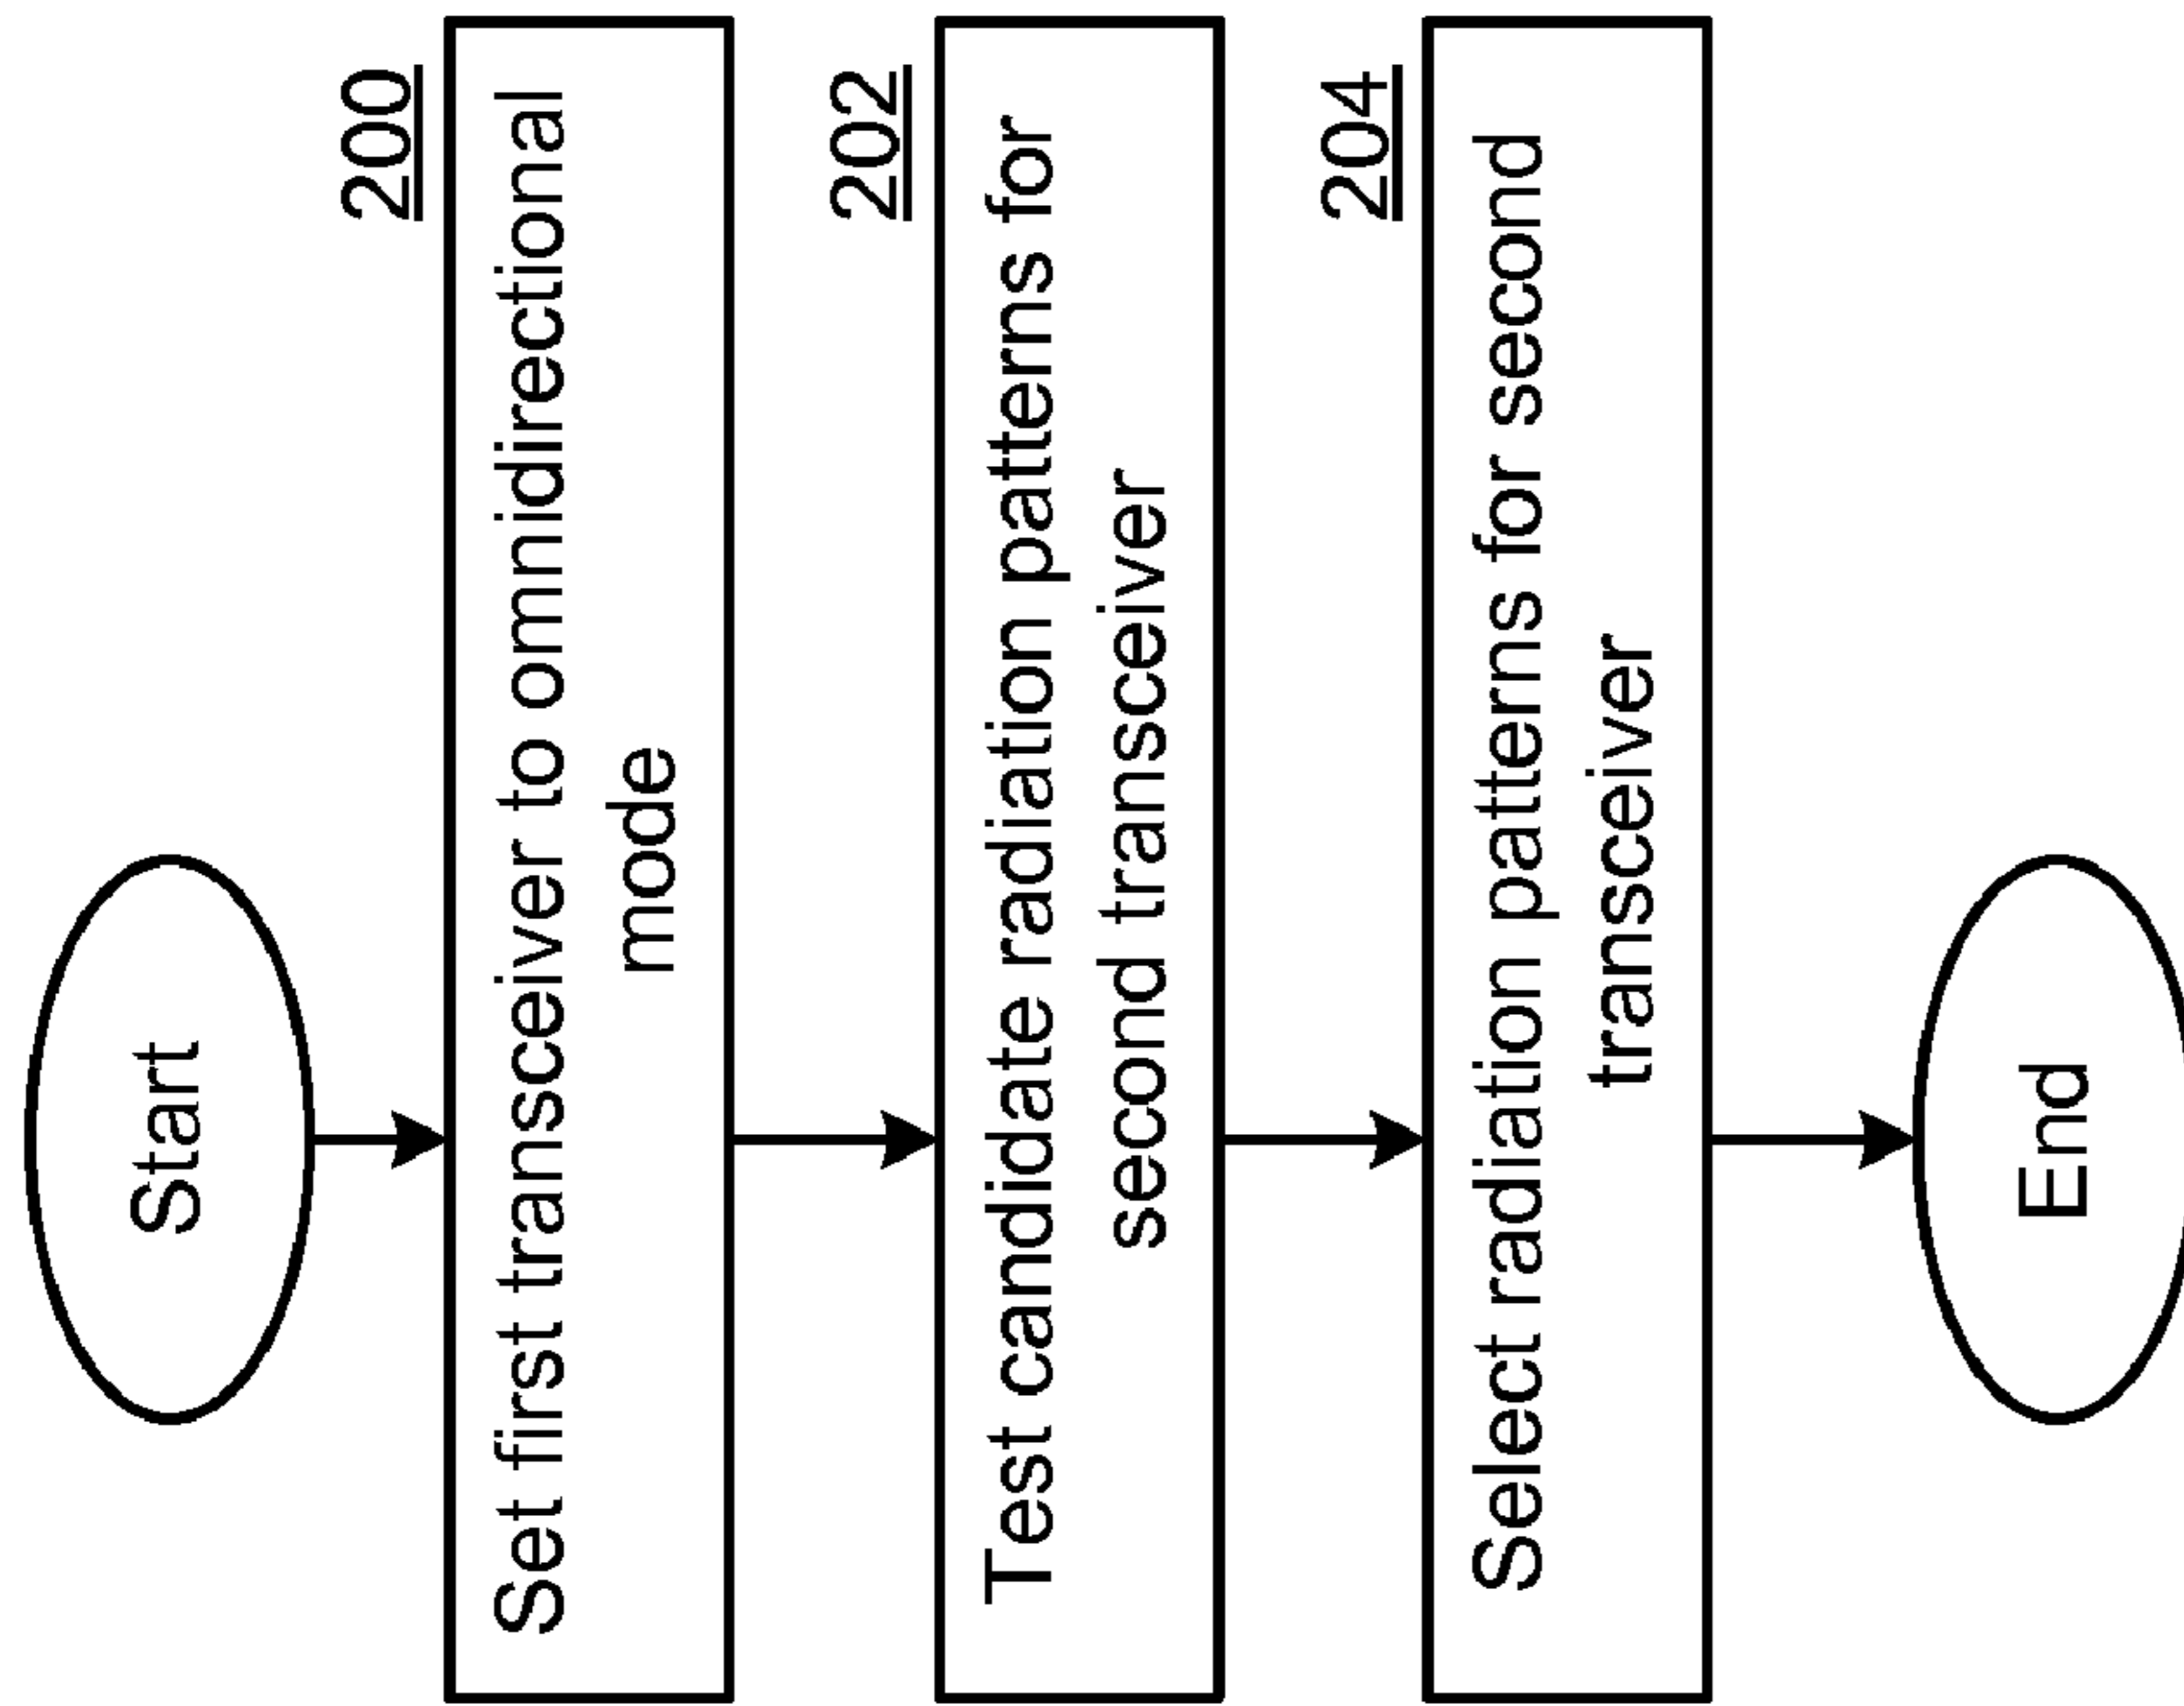 Start
200
Set first transceiver to omnidirectional
mode
202
Test candidate radiation patterns for
second transceiver
204
Select radiation patterns for second
transceiver
End